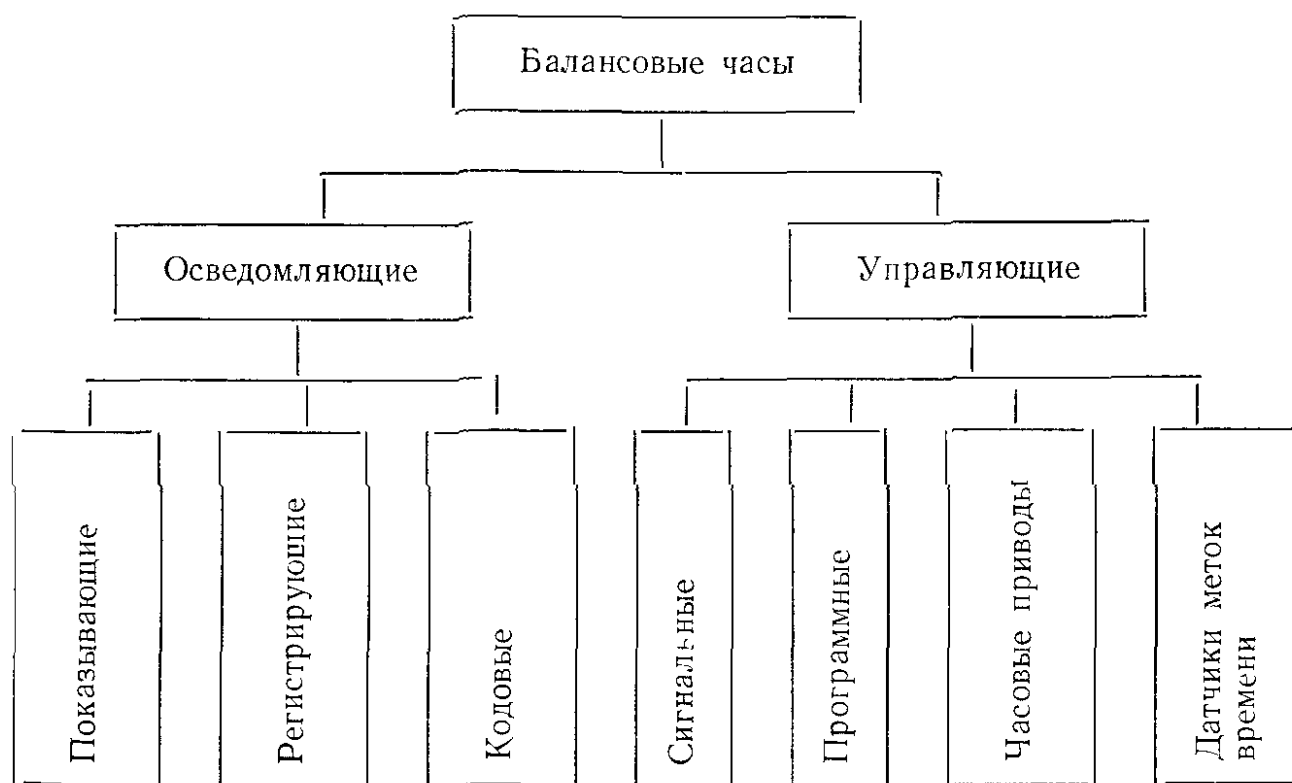 Балансовые часы
Осведомляющие
Управляющие
Показывающие
Регистрирующие
Кодовые
Сигнальные
Программные
Часовые приводы
Датчики меток
времени